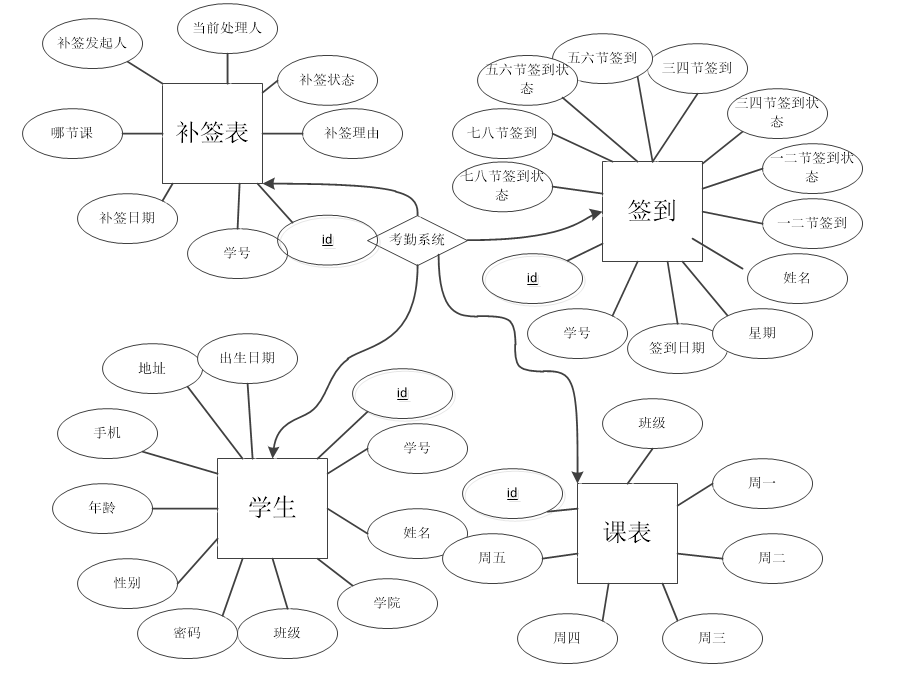 当前处理人
补签发起人
补签状态
补签表
哪节课
补签理由
补签日期
学号
id
考勤系统
五六节签到
三四节签到
五六节签到状
态
三四节签到状
态
七八节签到
一二节签到状
态
七八节签到状
态
签到
一二节签到
id
姓名
学号
签到日期
星期
出生日期
地址
id
手机
学号
年龄
学生
姓名
性别
学院
密码
班级
班级
id
周一
课表
周五
周二
周四
周三